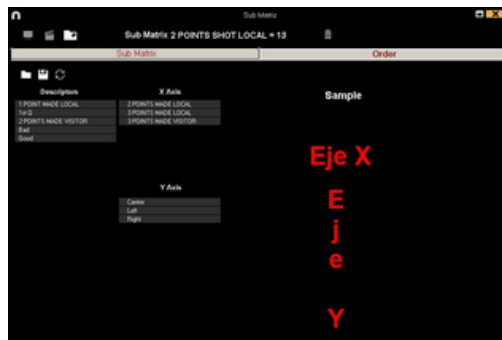 Sub Matrix
Sub Matrix 2 POINTS SHOT LOCAL = 13
Sub Matrix
Order
Descriptors
1 POINT MADE LOCAL
1st Q
2 POINTS MADE VISITOR
Bad
Good
X Axis
2 POINTS MADE LOCAL
3 POINTS MADE LOCAL
3 POINTS MADE VISITOR
Y Axis
Centre
Left
Right
Sample
Eje X
E
j
e
Y